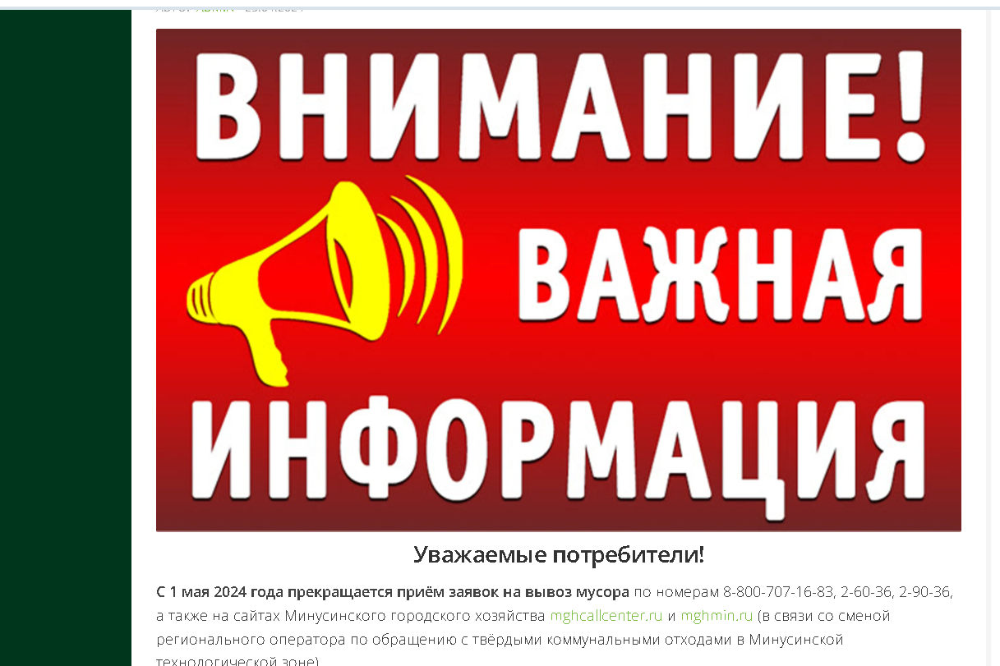 ВНИМАНИЕ!
ВАЖНАЯ
ИНФОРМАЦИЯ
Уважаемые потребители!
С 1 мая 2024 года прекращается приём заявок на вывоз мусора по номерам 8-800-707-16-83, 2-60-36, 2-90-36,
а также на сайтах Минусинского городского хозяйства mghcallcenter.ru и mghmin.ru (в связи со сменой
регионального оператора по обращению с твёрдыми коммунальными отходами в Минусинской
технологической зоне)